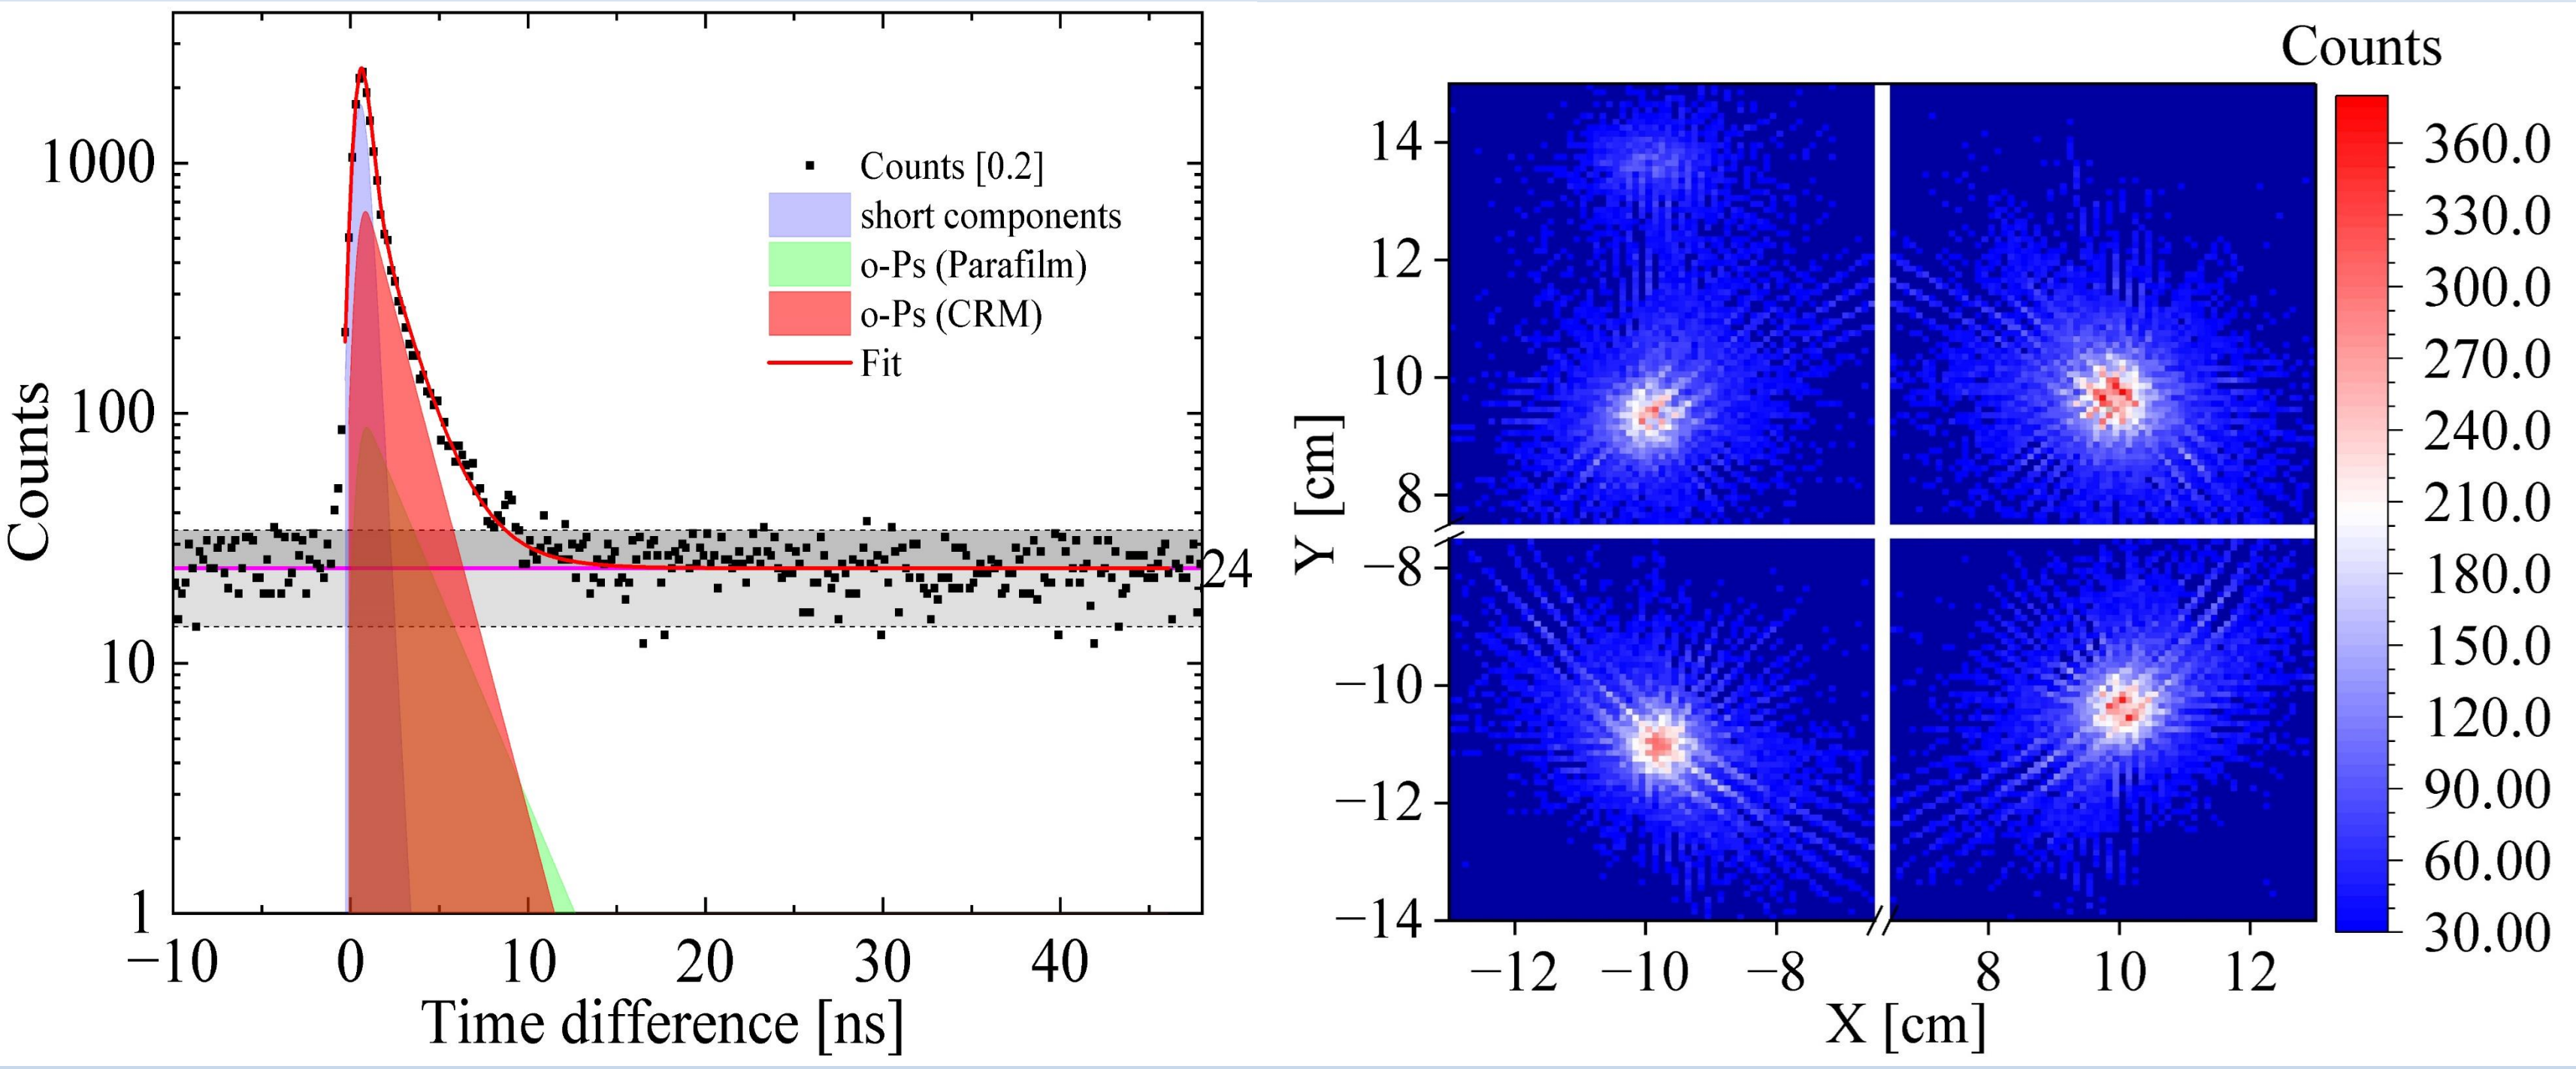 Counts
1000
100
10
1
−10 0 10 20 30 40
Time difference [ns]
Counts [0.2]
short components
o-Ps (Parafilm)
o-Ps (CRM)
Fit
24
Y [cm]
14
12
10
8
−8
−10
−12
−14
−12 −10 −8 8 10 12
X [cm]
Counts
360.0
330.0
300.0
270.0
240.0
210.0
180.0
150.0
120.0
90.00
60.00
30.00